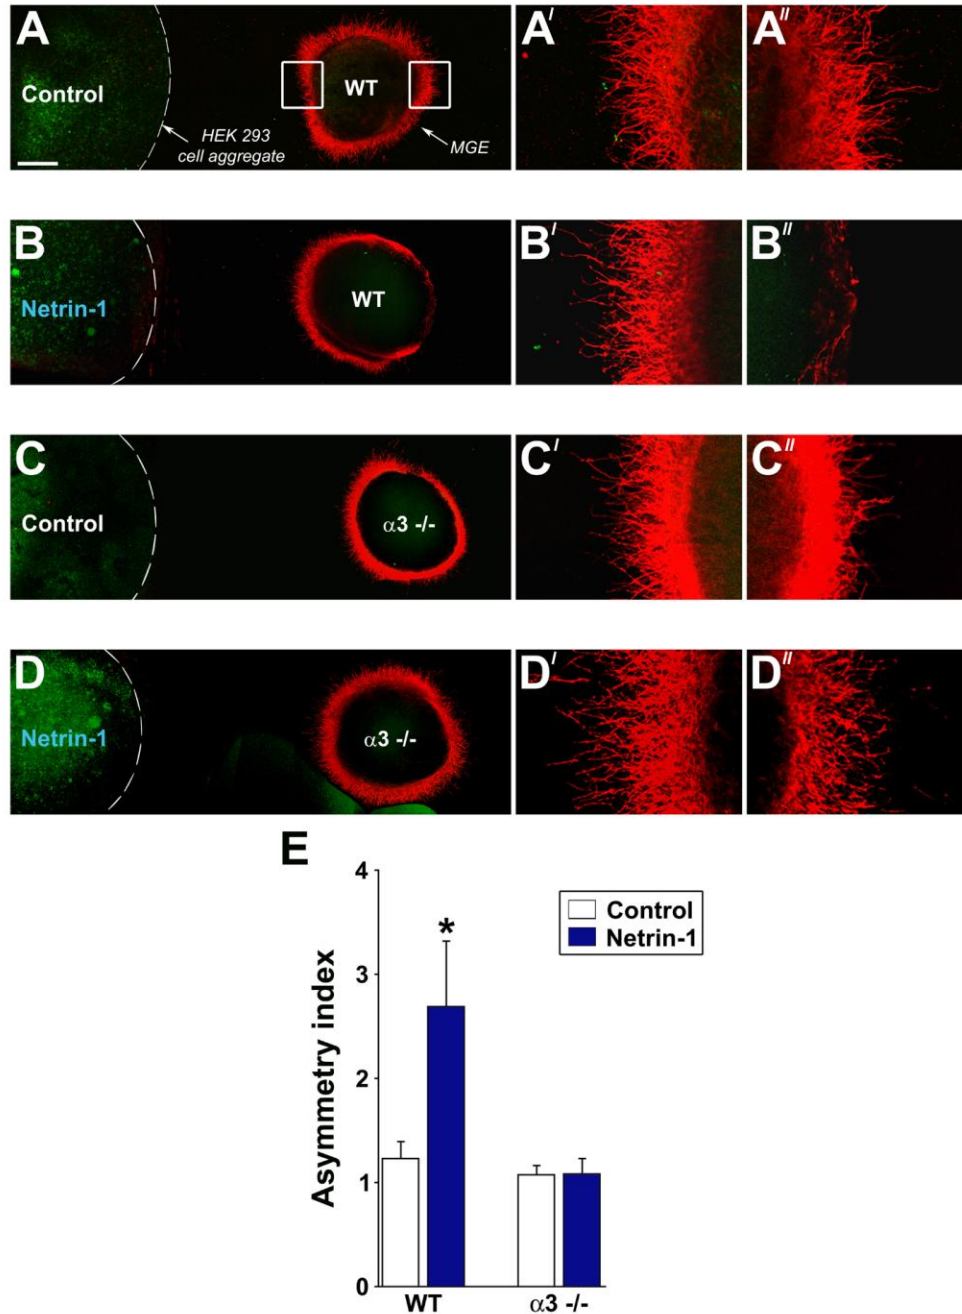 A
Control
HEK 293
cell aggregate
WT
MGE
A′
A″
B
Netrin-1
WT
B′
B″
C
Control
α3 -/-
C′
C″
D
Netrin-1
α3 -/-
D′
D″
E
Asymmetry index
4
3
2
1
0
*
Control
Netrin-1
WT
α3 -/-